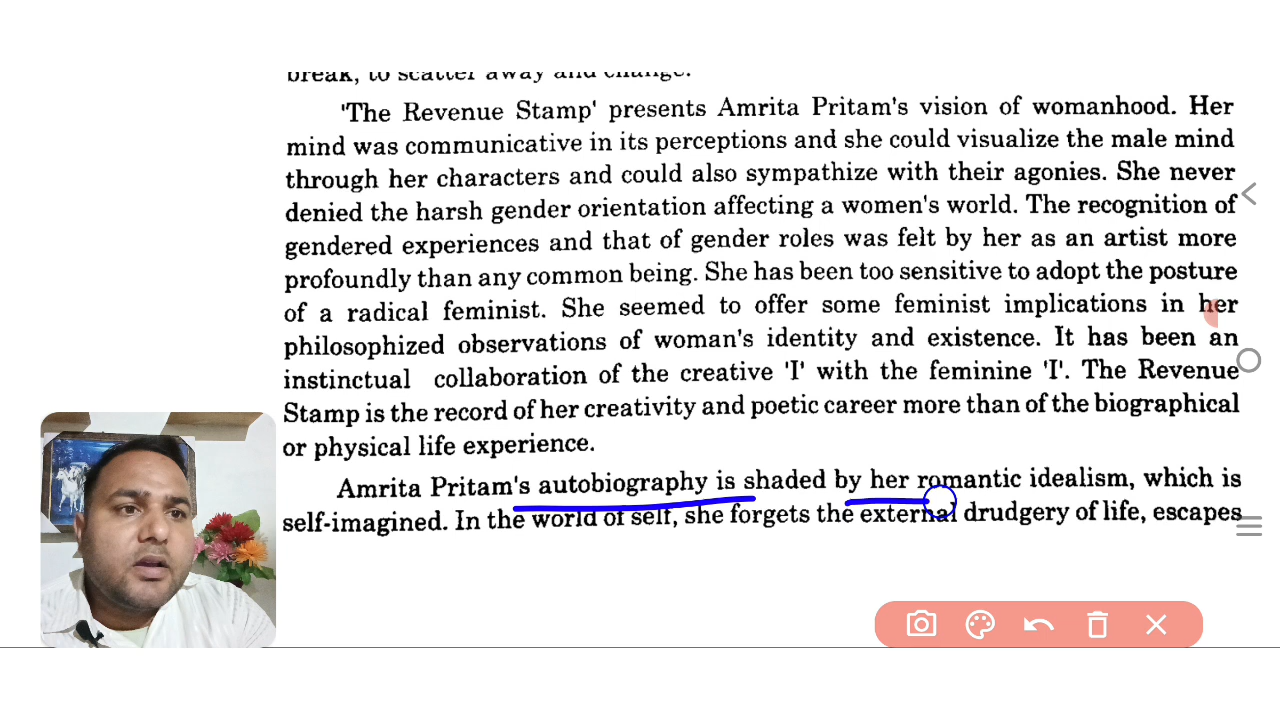 break, to scatter away and change.
'The Revenue Stamp' presents Amrita Pritam's vision of womanhood. Her
mind was communicative in its perceptions and she could visualize the male mind
through her characters and could also sympathize with their agonies. She never
denied the harsh gender orientation affecting a women's world. The recognition of
gendered experiences and that of gender roles was felt by her as an artist more
profoundly than any common being. She has been too sensitive to adopt the posture
of a radical feminist. She seemed to offer some feminist implications in her
philosophized observations of woman's identity and existence. It has been an
instinctual collaboration of the creative 'I' with the feminine 'I'. The Revenue
Stamp is the record of her creativity and poetic career more than of the biographical
or physical life experience.
Amrita Pritam's autobiography is shaded by her romantic idealism, which is
self-imagined. In the world of self, she forgets the external drudgery of life, escapes